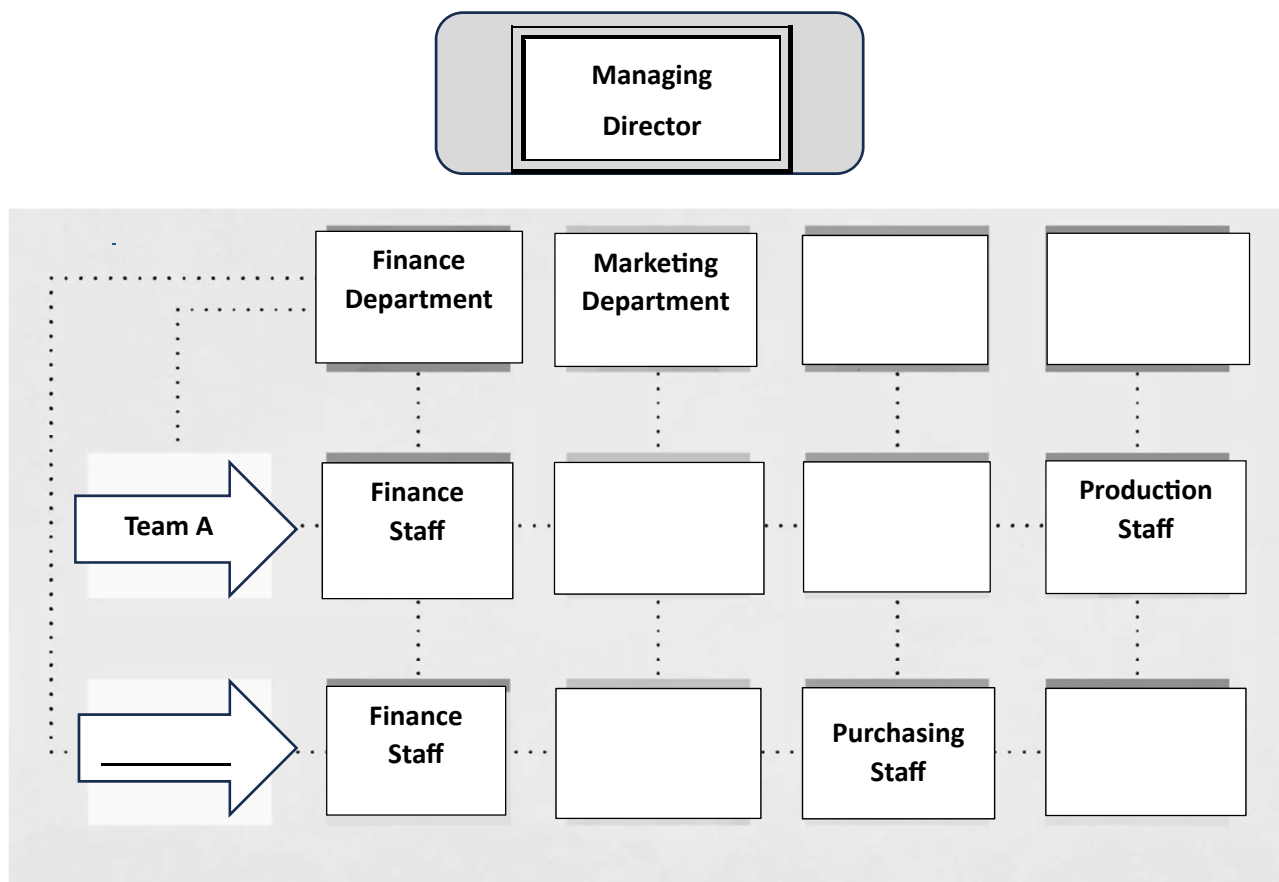 Managing
Director
Finance
Department
Marketing
Department
Team A
Finance
Staff
Production
Staff
Finance
Staff
Purchasing
Staff